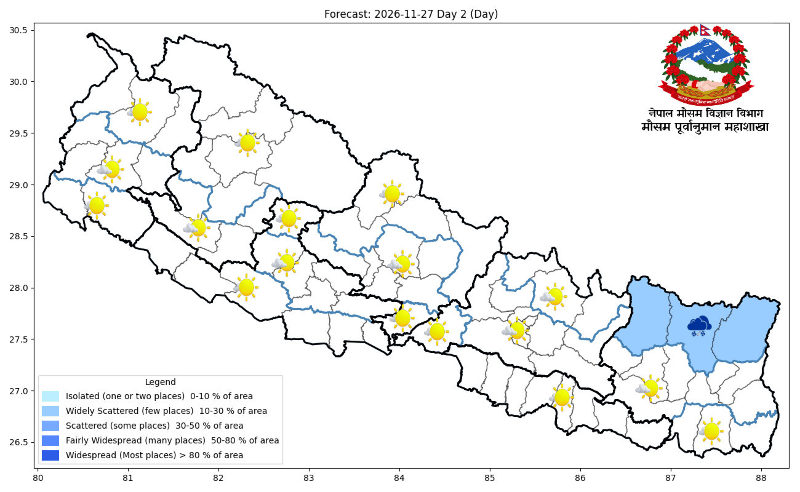 Forecast: 2026-11-27 Day 2 (Day)
नेपाल मौसम विज्ञान विभाग
मौसम पूर्वानुमान महाशाखा
30.5
30.0
29.5
29.0
28.5
28.0
27.5
27.0
26.5
Legend
Isolated (one or two places) 0-10 % of area
Widely Scattered (few places) 10-30 % of area
Scattered (some places) 30-50 % of area
Fairly Widespread (many places) 50-80 % of area
Widespread (Most places) > 80 % of area
80 81 82 83 84 85 86 87 88